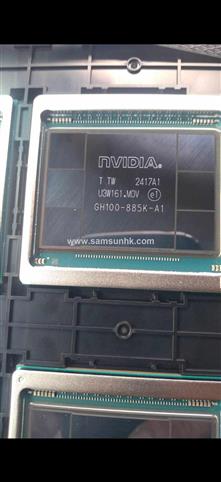 nVIDIA.
T TW 2417A1
U3W161.M0V e1
www.samsunhk.com
GH100-885K-A1